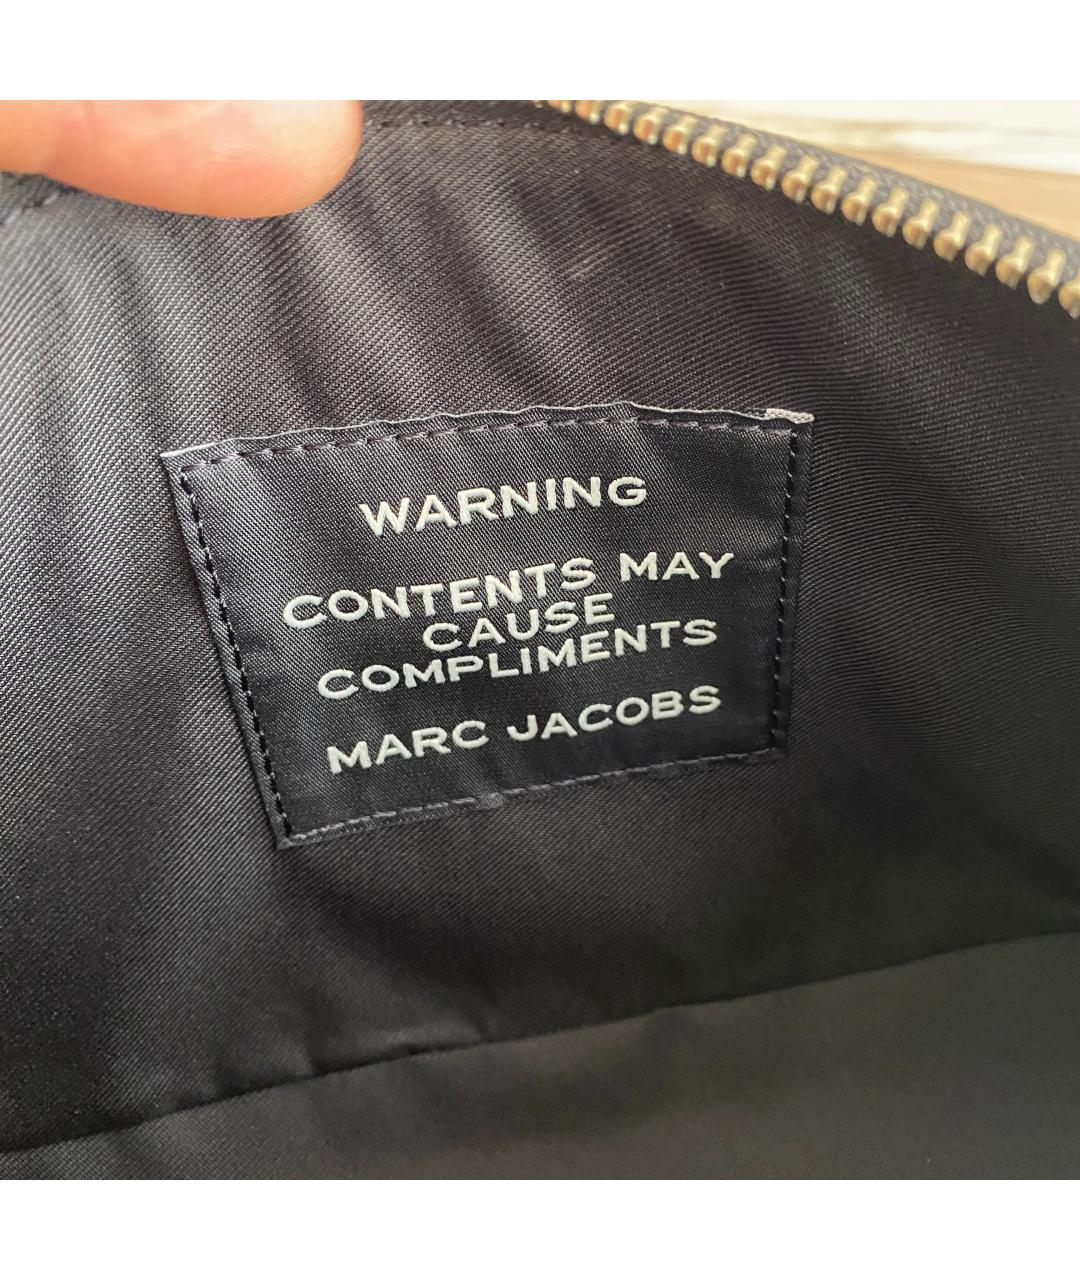 WARNING
CONTENTS MAY
CAUSE
COMPLIMENTS
MARC JACOBS